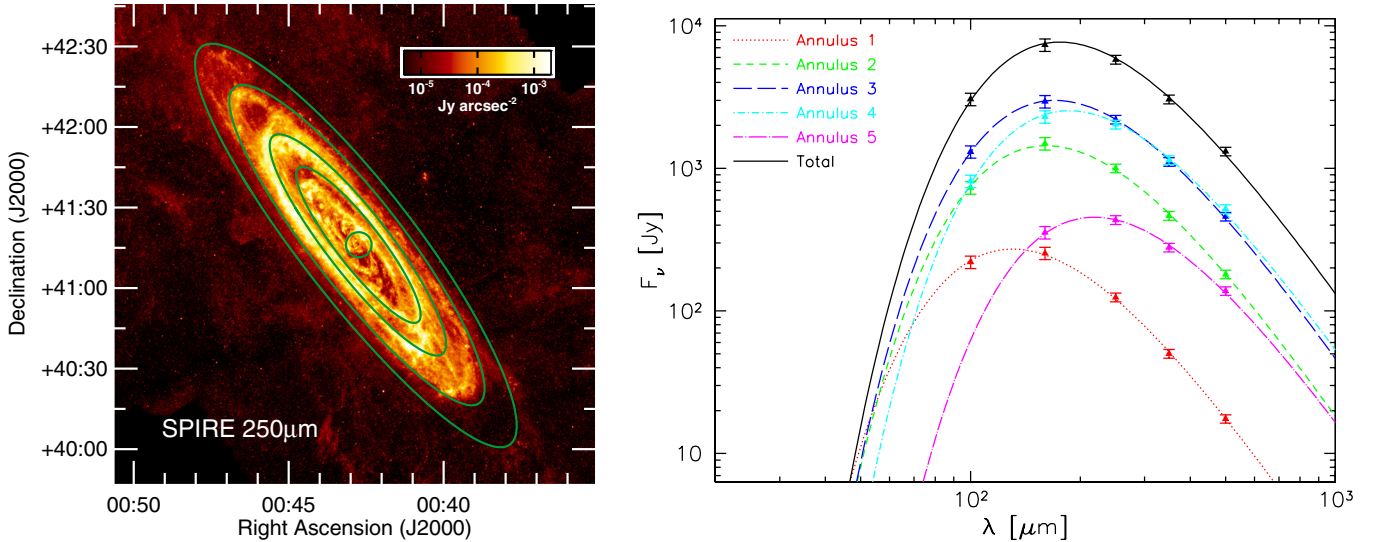 +42:30
+42:00
+41:30
+41:00
+40:30
+40:00
Declination (J2000)
10⁻⁵ 10⁻⁴ 10⁻³
Jy arcsec⁻²
SPIRE 250μm
00:50 00:45 00:40
Right Ascension (J2000)
10⁴
10³
10²
10
F_ν [Jy]
Annulus 1
Annulus 2
Annulus 3
Annulus 4
Annulus 5
Total
10² 10³
λ [μm]